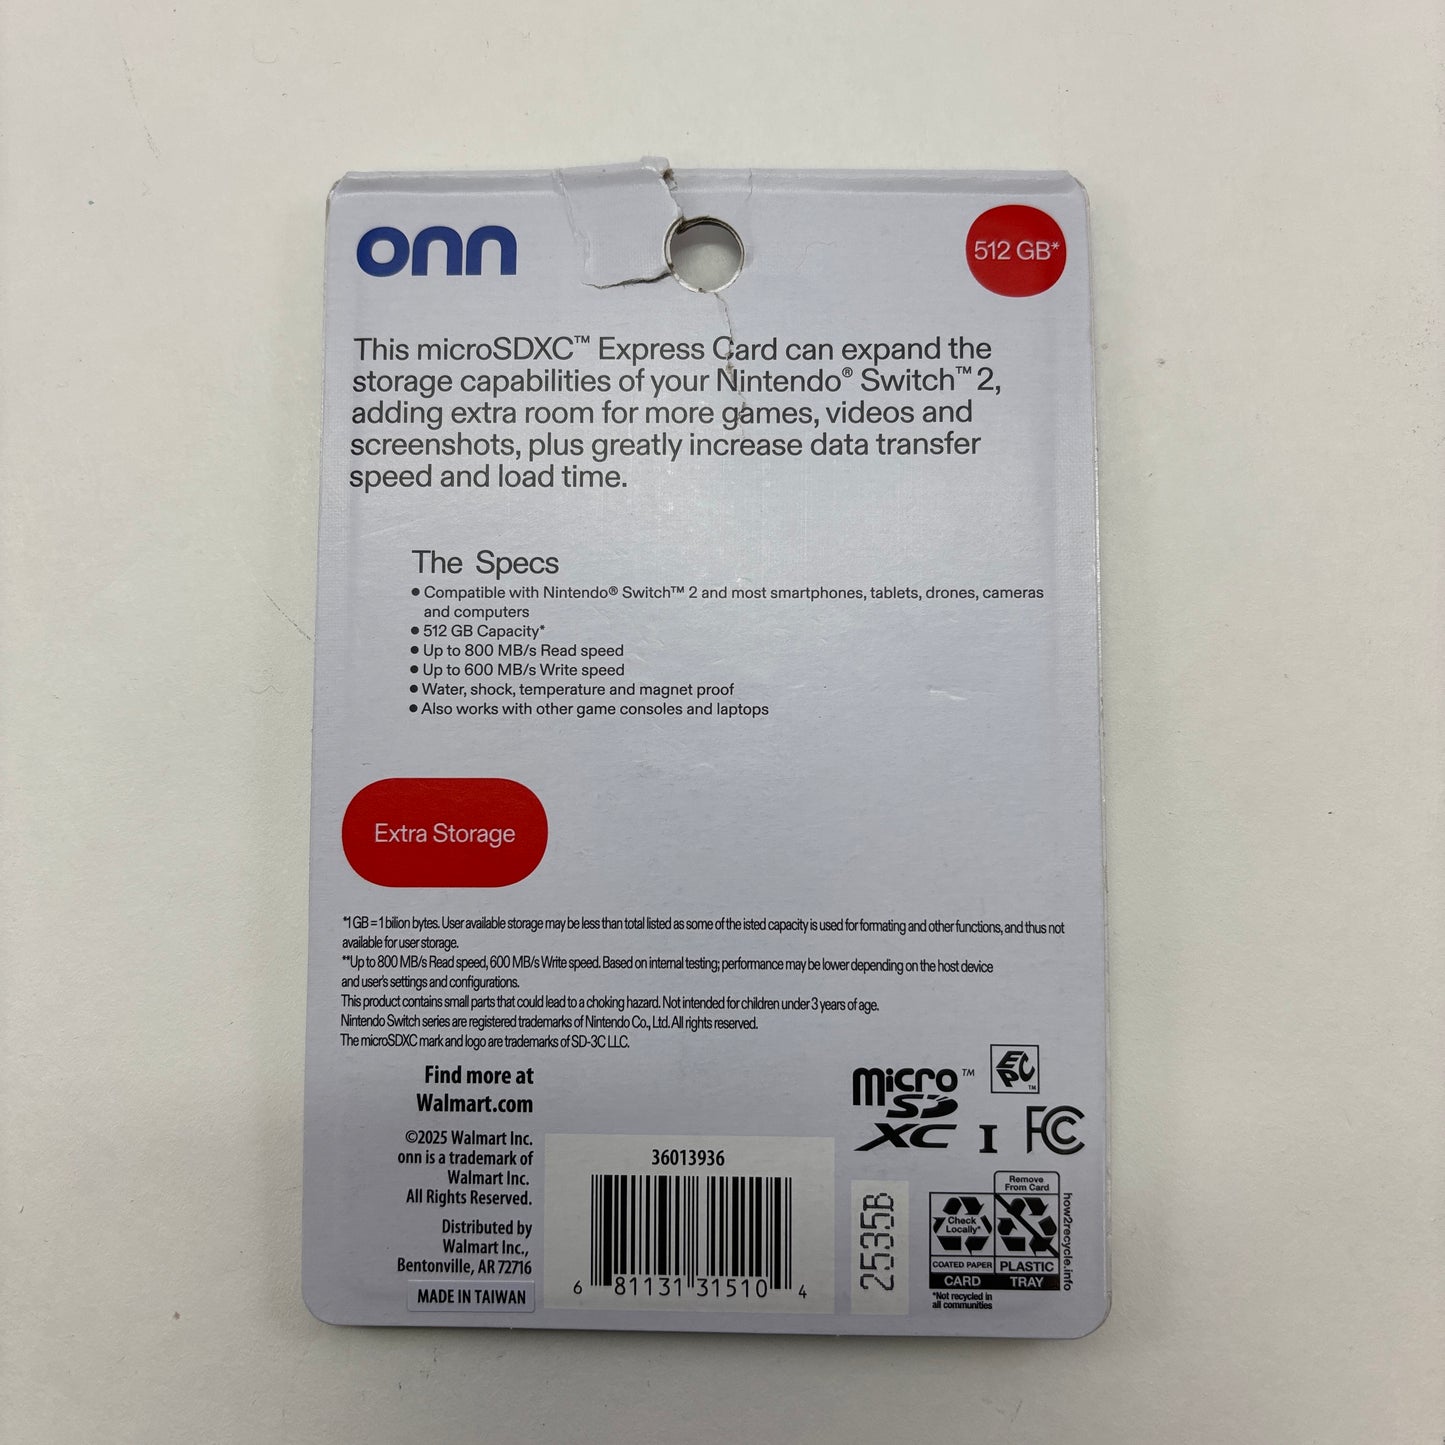 onn
512 GB*
This microSDXC™ Express Card can expand the
storage capabilities of your Nintendo® Switch™ 2,
adding extra room for more games, videos and
screenshots, plus greatly increase data transfer
speed and load time.
The Specs
• Compatible with Nintendo® Switch™ 2 and most smartphones, tablets, drones, cameras
and computers
• 512 GB Capacity*
• Up to 800 MB/s Read speed
• Up to 600 MB/s Write speed
• Water, shock, temperature and magnet proof
• Also works with other game consoles and laptops
Extra Storage
*1 GB = 1 bilion bytes. User available storage may be less than total listed as some of the isted capacity is used for formating and other functions, and thus not
available for user storage.
**Up to 800 MB/s Read speed, 600 MB/s Write speed. Based on internal testing; performance may be lower depending on the host device
and user's settings and configurations.
This product contains small parts that could lead to a choking hazard. Not intended for children under 3 years of age.
Nintendo Switch series are registered trademarks of Nintendo Co., Ltd. All rights reserved.
The microSDXC mark and logo are trademarks of SD-3C LLC.
Find more at
Walmart.com
©2025 Walmart Inc.
onn is a trademark of
Walmart Inc.
All Rights Reserved.
Distributed by
Walmart Inc.,
Bentonville, AR 72716
MADE IN TAIWAN
36013936
6 81131 31510 4
2535B
micro™
SD
XC I
EPC™
FC
Remove
From Card
Check
Locally*
COATED PAPER
CARD
PLASTIC
TRAY
*Not recycled in
all communities
how2recycle.info